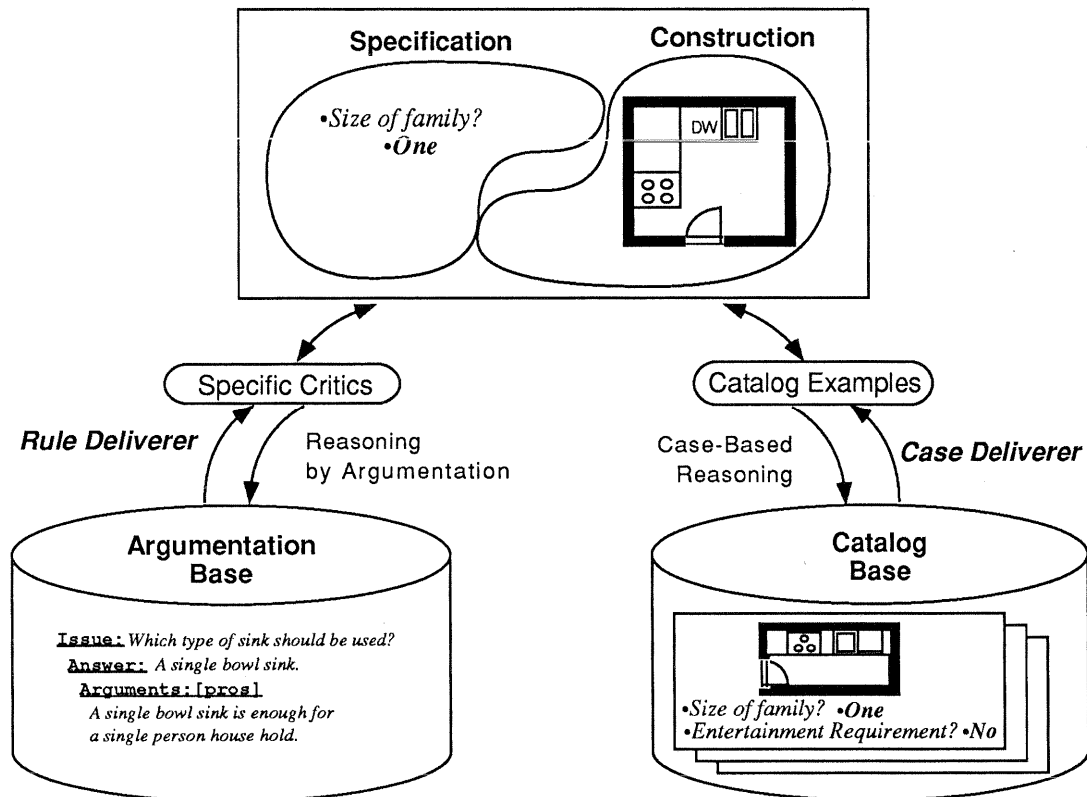 Specification
Construction
•Size of family?
•One
DW
Specific Critics
Catalog Examples
Rule Deliverer
Reasoning
by Argumentation
Case-Based
Reasoning
Case Deliverer
Argumentation
Base
Issue: Which type of sink should be used?
Answer: A single bowl sink.
Arguments:[pros]
A single bowl sink is enough for
a single person house hold.
Catalog
Base
•Size of family? •One
•Entertainment Requirement? •No